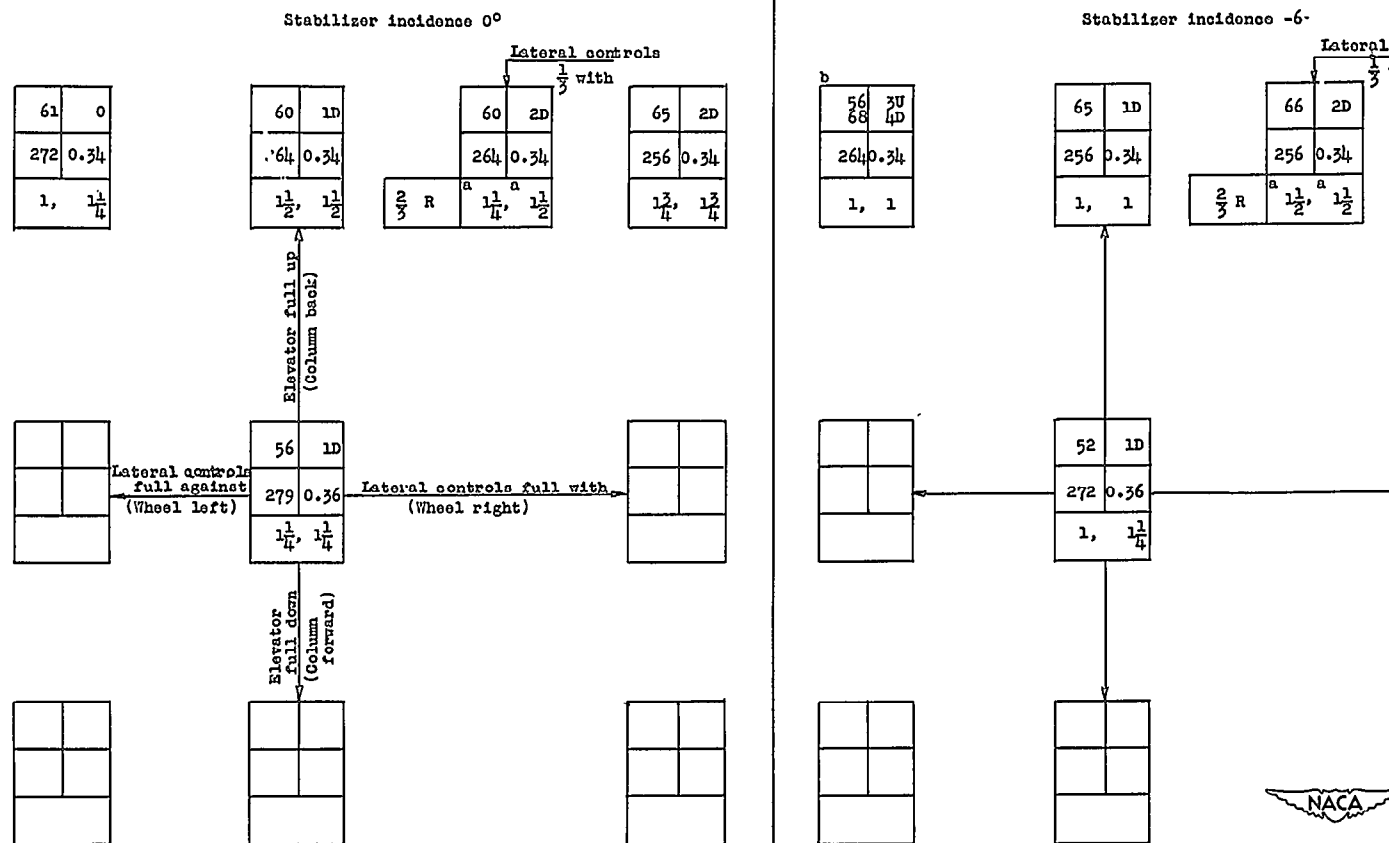 Stabilizer incidence 0°
Lateral controls
1/3 with
61 0
272 0.34
1, 1 1/4
60 1D
64 0.34
1 1/2, 1 1/2
60 2D
264 0.34
2/3 R a 1 1/4, a 1 1/2
65 2D
256 0.34
1 3/4, 1 3/4
Elevator full up
(Column back)
Lateral controls
full against
(Wheel left)
56 1D
279 0.36
1 1/4, 1 1/4
Lateral controls full with
(Wheel right)
Elevator
full down
(Column
forward)
Stabilizer incidence -6-
Lateral
1/3
b
56 3U
68 4D
264 0.34
1, 1
65 1D
256 0.34
1, 1
66 2D
256 0.34
2/3 R a 1 1/2, a 1 1/2
52 1D
272 0.36
1, 1 1/4
NACA